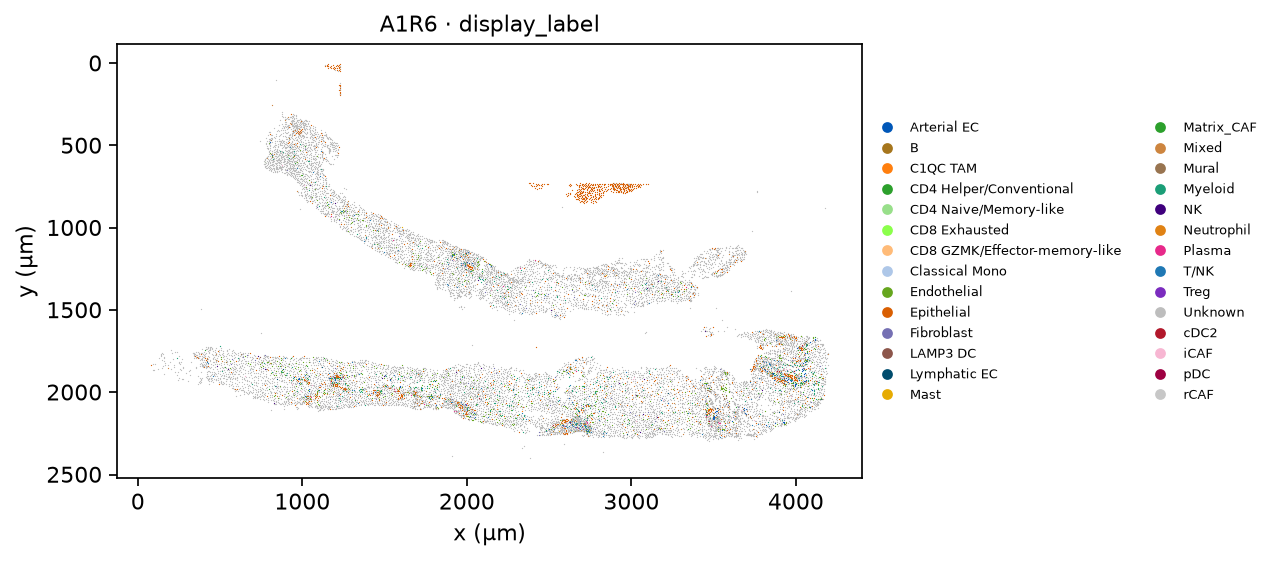 A1R6 · display_label
0
500
1000
1500
2000
2500
y (μm)
0 1000 2000 3000 4000
x (μm)
Arterial EC
B
C1QC TAM
CD4 Helper/Conventional
CD4 Naive/Memory-like
CD8 Exhausted
CD8 GZMK/Effector-memory-like
Classical Mono
Endothelial
Epithelial
Fibroblast
LAMP3 DC
Lymphatic EC
Mast
Matrix_CAF
Mixed
Mural
Myeloid
NK
Neutrophil
Plasma
T/NK
Treg
Unknown
cDC2
iCAF
pDC
rCAF